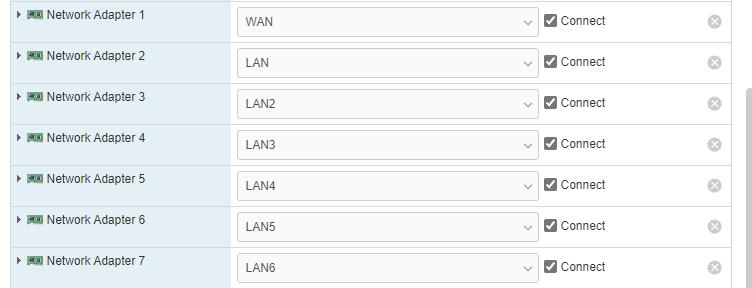 Network Adapter 1 WAN Connect
Network Adapter 2 LAN Connect
Network Adapter 3 LAN2 Connect
Network Adapter 4 LAN3 Connect
Network Adapter 5 LAN4 Connect
Network Adapter 6 LAN5 Connect
Network Adapter 7 LAN6 Connect